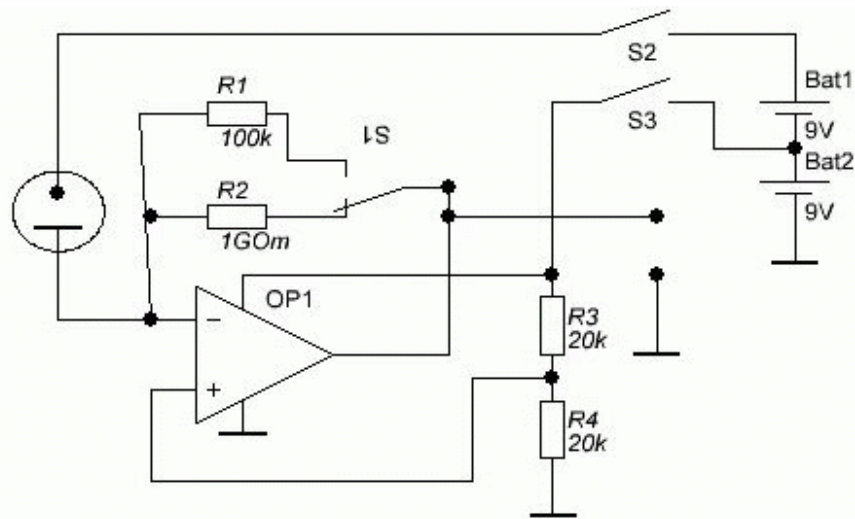 S2
Bat1
R1
S3
9V
100k
S1
Bat2
R2
9V
1GOm
OP1
R3
20k
−
+
R4
20k